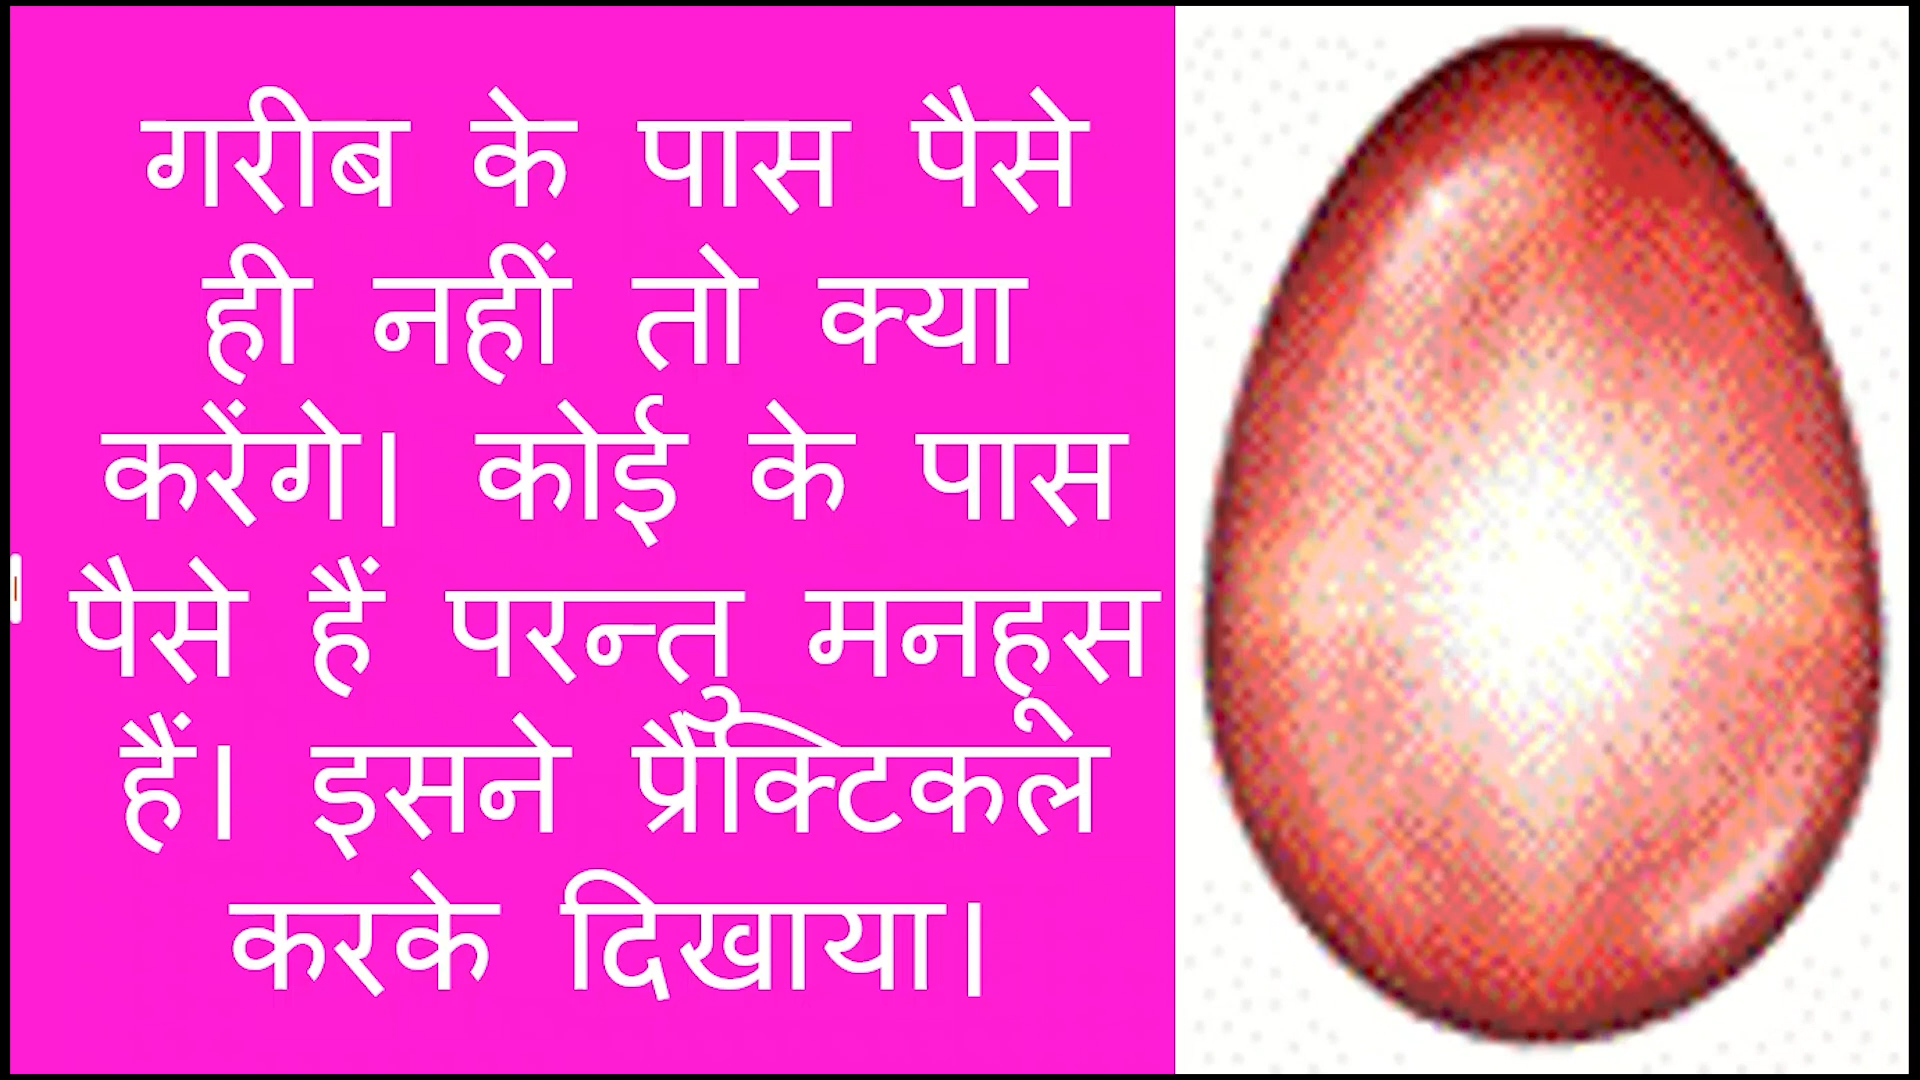 गरीब के पास पैसे
ही नहीं तो क्या
करेंगे। कोई के पास
पैसे हैं परन्तु मनहूस
हैं। इसने प्रैक्टिकल
करके दिखाया।